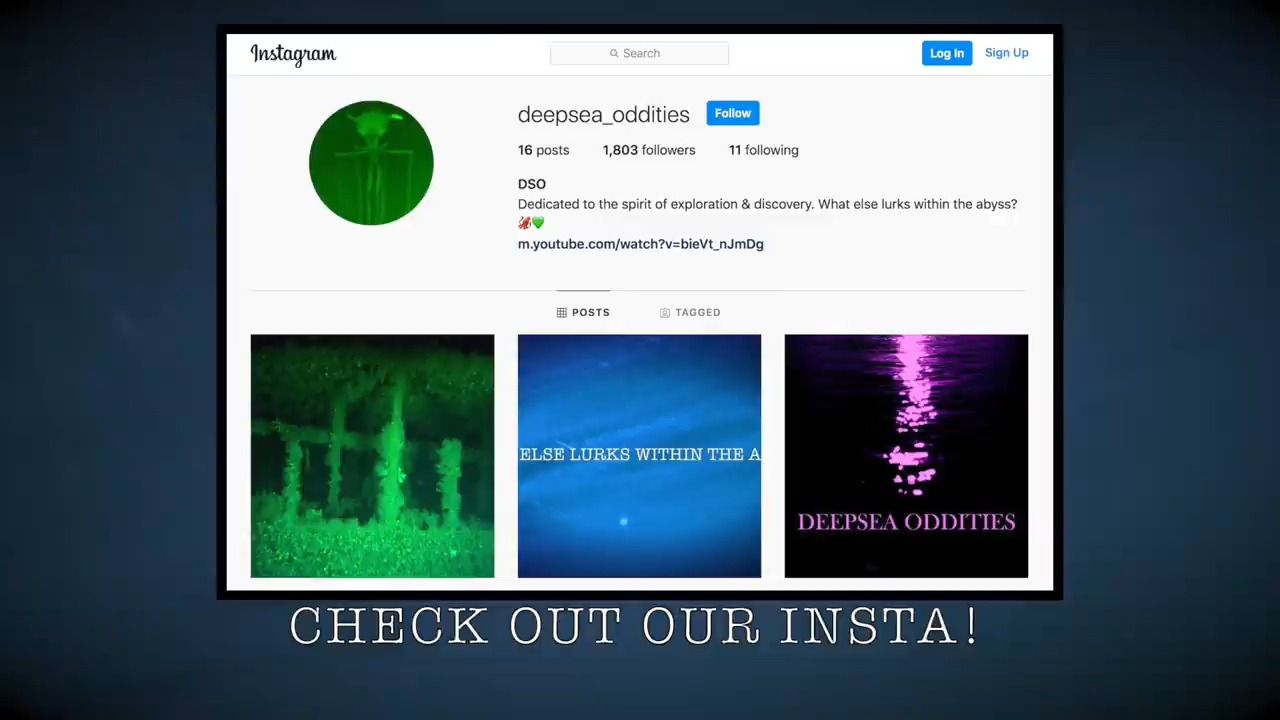 Instagram
Search
Log In
Sign Up
deepsea_oddities
Follow
16 posts
1,803 followers
11 following
DSO
Dedicated to the spirit of exploration & discovery. What else lurks within the abyss?
🦑💚
m.youtube.com/watch?v=bieVt_nJmDg
POSTS
TAGGED
ELSE LURKS WITHIN THE A
DEEPSEA ODDITIES
CHECK OUT OUR INSTA!